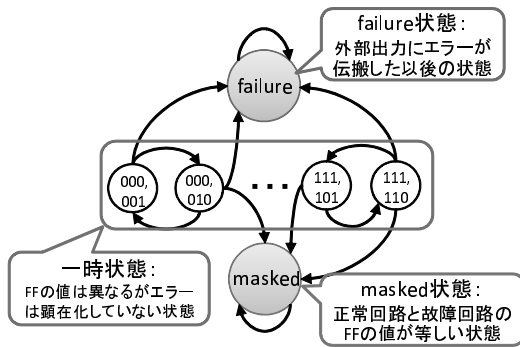 failure状態：
外部出力にエラーが
伝搬した以後の状態
failure
000,
001
000,
010
・・・
111,
101
111,
110
一時状態：
FFの値は異なるがエラー
は顕在化していない状態
masked
masked状態：
正常回路と故障回路の
FFの値が等しい状態